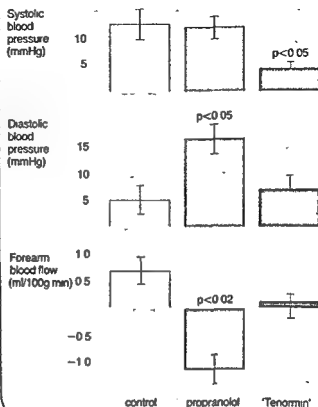 Systolic
blood
pressure
(mmHg)
10
5
p<0 05
Diastolic
blood
pressure
(mmHg)
p<0.05
15
10
5
Forearm
blood flow
(ml/100g min)
1 0
0 5
p<0 02
-0 5
-1 0
control propranolol 'Tenormin'